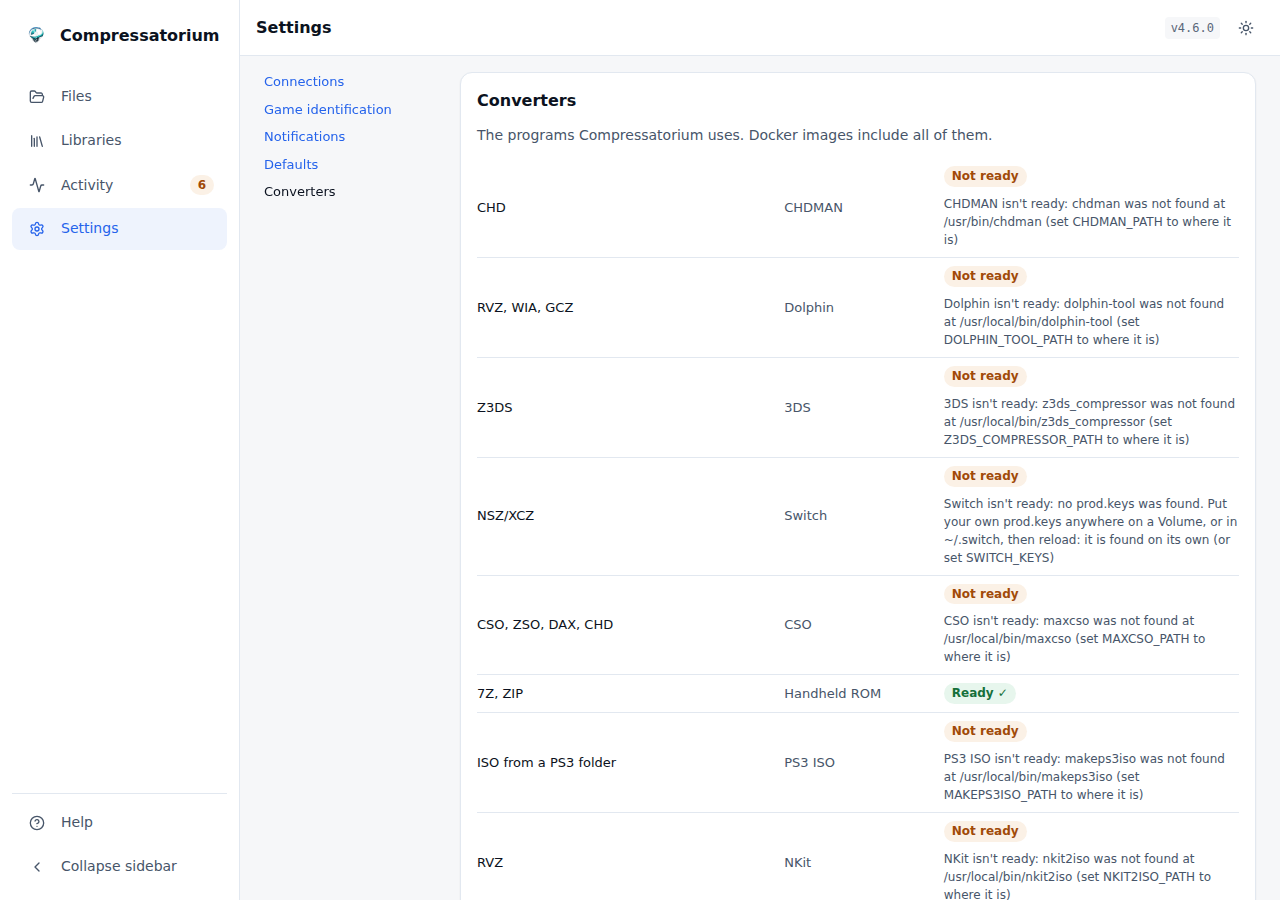 Compressatorium
Files
Libraries
Activity
6
Settings
Help
Collapse sidebar
Settings
v4.6.0
Connections
Game identification
Notifications
Defaults
Converters
Converters
The programs Compressatorium uses. Docker images include all of them.
CHD
CHDMAN
Not ready
CHDMAN isn't ready: chdman was not found at
/usr/bin/chdman (set CHDMAN_PATH to where it
is)
RVZ, WIA, GCZ
Dolphin
Not ready
Dolphin isn't ready: dolphin-tool was not found
at /usr/local/bin/dolphin-tool (set
DOLPHIN_TOOL_PATH to where it is)
Z3DS
3DS
Not ready
3DS isn't ready: z3ds_compressor was not found
at /usr/local/bin/z3ds_compressor (set
Z3DS_COMPRESSOR_PATH to where it is)
NSZ/XCZ
Switch
Not ready
Switch isn't ready: no prod.keys was found. Put
your own prod.keys anywhere on a Volume, or in
~/.switch, then reload: it is found on its own (or
set SWITCH_KEYS)
CSO, ZSO, DAX, CHD
CSO
Not ready
CSO isn't ready: maxcso was not found at
/usr/local/bin/maxcso (set MAXCSO_PATH to
where it is)
7Z, ZIP
Handheld ROM
Ready ✓
ISO from a PS3 folder
PS3 ISO
Not ready
PS3 ISO isn't ready: makeps3iso was not found
at /usr/local/bin/makeps3iso (set
MAKEPS3ISO_PATH to where it is)
RVZ
NKit
Not ready
NKit isn't ready: nkit2iso was not found at
/usr/local/bin/nkit2iso (set NKIT2ISO_PATH to
where it is)